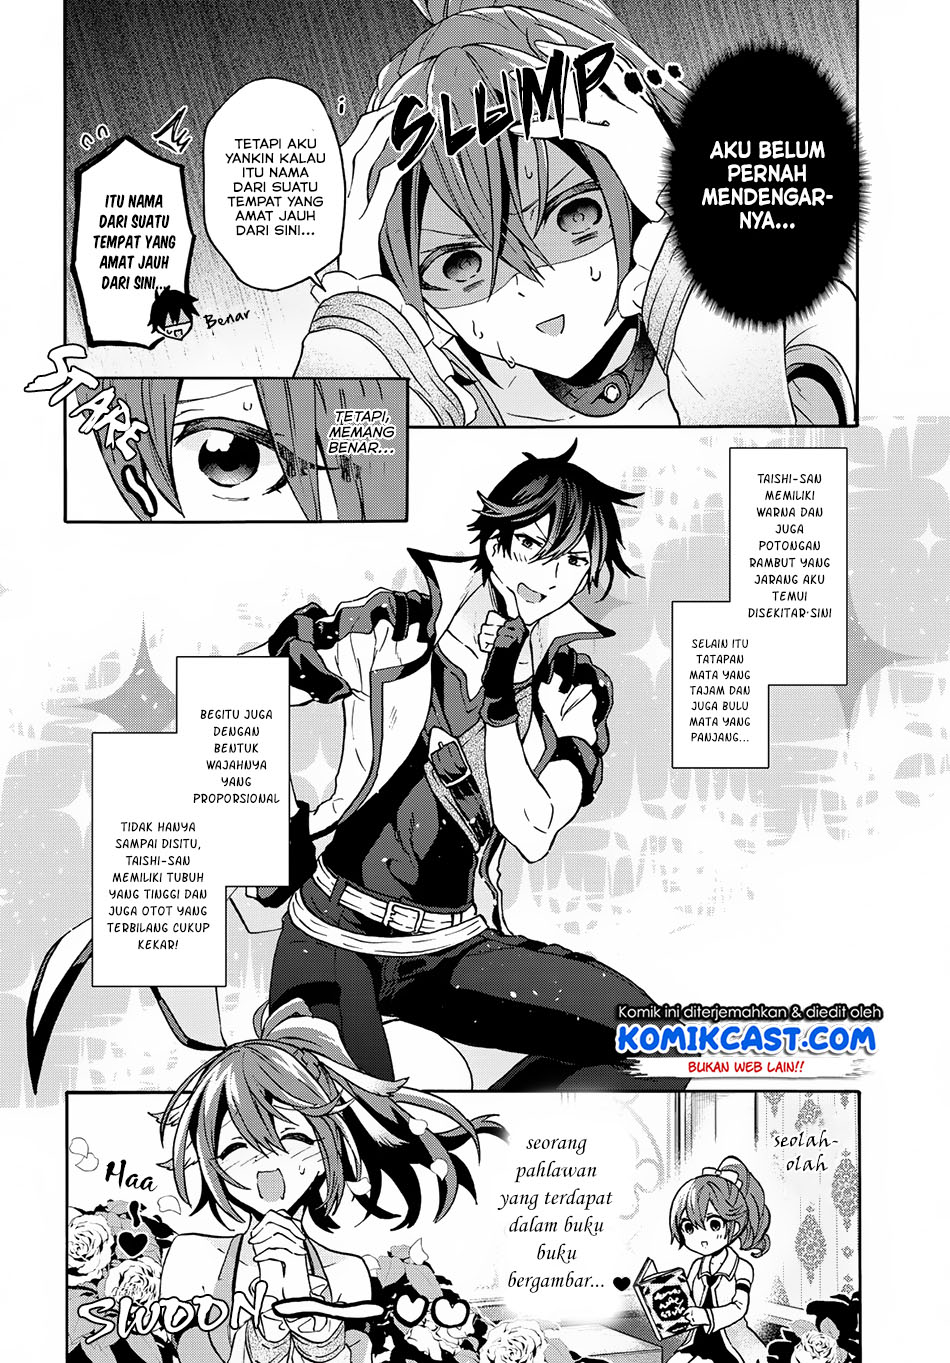 AKU BELUM
PERNAH
MENDENGAR-
NYA...
SLUMP...
TETAPI AKU
YANKIN KALAU
ITU NAMA
DARI SUATU
TEMPAT YANG
AMAT JAUH
DARI SINI...
ITU NAMA
DARI SUATU
TEMPAT YANG
AMAT JAUH
DARI SINI...
Benar
TETAPI,
MEMANG
BENAR...
STARE
TAISHI-SAN
MEMILIKI
WARNA DAN
JUGA
POTONGAN
RAMBUT YANG
JARANG AKU
TEMUI
DISEKITAR-SINI
SELAIN ITU
TATAPAN
MATA YANG
TAJAM DAN
JUGA BULU
MATA YANG
PANJANG...
BEGITU JUGA
DENGAN
BENTUK
WAJAHNYA
YANG
PROPORSIONAL
TIDAK HANYA
SAMPAI DISITU,
TAISHI-SAN
MEMILIKI TUBUH
YANG TINGGI DAN
JUGA OTOT YANG
TERBILANG CUKUP
KEKAR!
Komik ini diterjemahkan & diedit oleh
KOMIKCAST.COM
BUKAN WEB LAIN!!
seolah-
olah
seorang
pahlawan
yang terdapat
dalam buku
buku
bergambar... ♥
Haa
! ♥
SWOON—♥♥